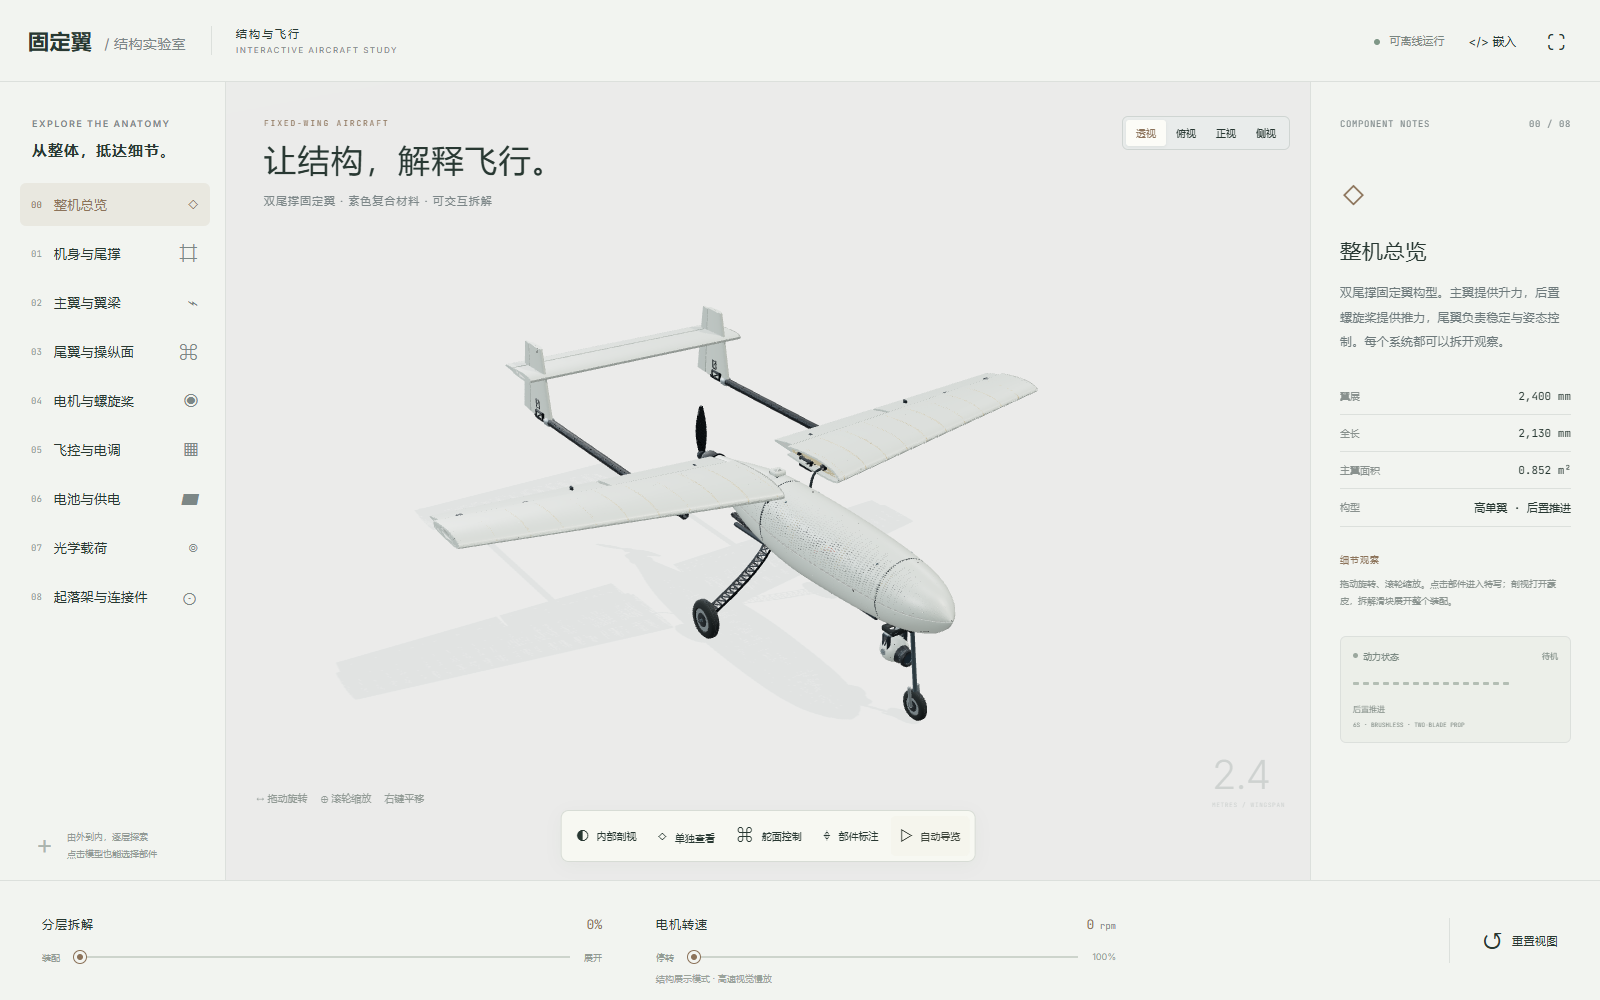 固定翼 / 结构实验室
结构与飞行
INTERACTIVE AIRCRAFT STUDY
可离线运行
</> 嵌入
EXPLORE THE ANATOMY
从整体，抵达细节。
00 整机总览
01 机身与尾撑
02 主翼与翼梁
03 尾翼与操纵面
04 电机与螺旋桨
05 飞控与电调
06 电池与供电
07 光学载荷
08 起落架与连接件
由外到内，逐层探索
点击模型也能选择部件
FIXED-WING AIRCRAFT
让结构，解释飞行。
双尾撑固定翼 · 素色复合材料 · 可交互拆解
透视 俯视 正视 侧视
2.4
METRES / WINGSPAN
↔ 拖动旋转 ⊕ 滚轮缩放 右键平移
内部剖视 单独查看 舵面控制 部件标注 自动导览
COMPONENT NOTES 00 / 08
整机总览
双尾撑固定翼构型。主翼提供升力，后置
螺旋桨提供推力，尾翼负责稳定与姿态控
制。每个系统都可以拆开观察。
翼展 2,400 mm
全长 2,130 mm
主翼面积 0.852 m²
构型 高单翼 · 后置推进
细节观察
拖动旋转、滚轮缩放。点击部件进入特写；剖视打开蒙
皮，拆解滑块展开整个装配。
动力状态 待机
后置推进
6S · BRUSHLESS · TWO-BLADE PROP
分层拆解 0%
装配 展开
电机转速 0 rpm
停转 100%
结构展示模式 · 高速视觉慢放
重置视图